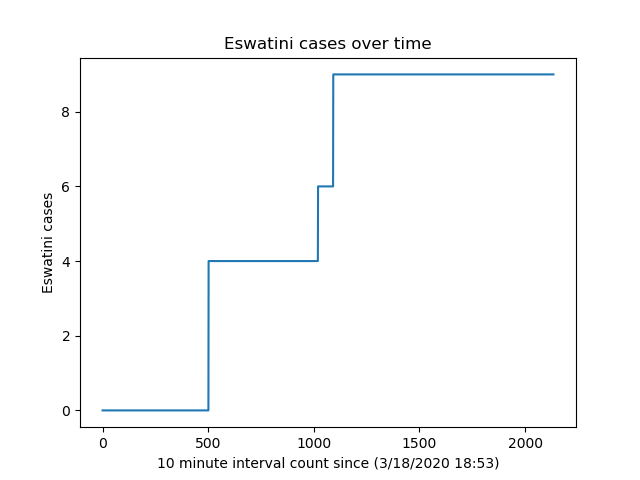 Eswatini cases over time
8
6
4
2
0
Eswatini cases
0 500 1000 1500 2000
10 minute interval count since (3/18/2020 18:53)